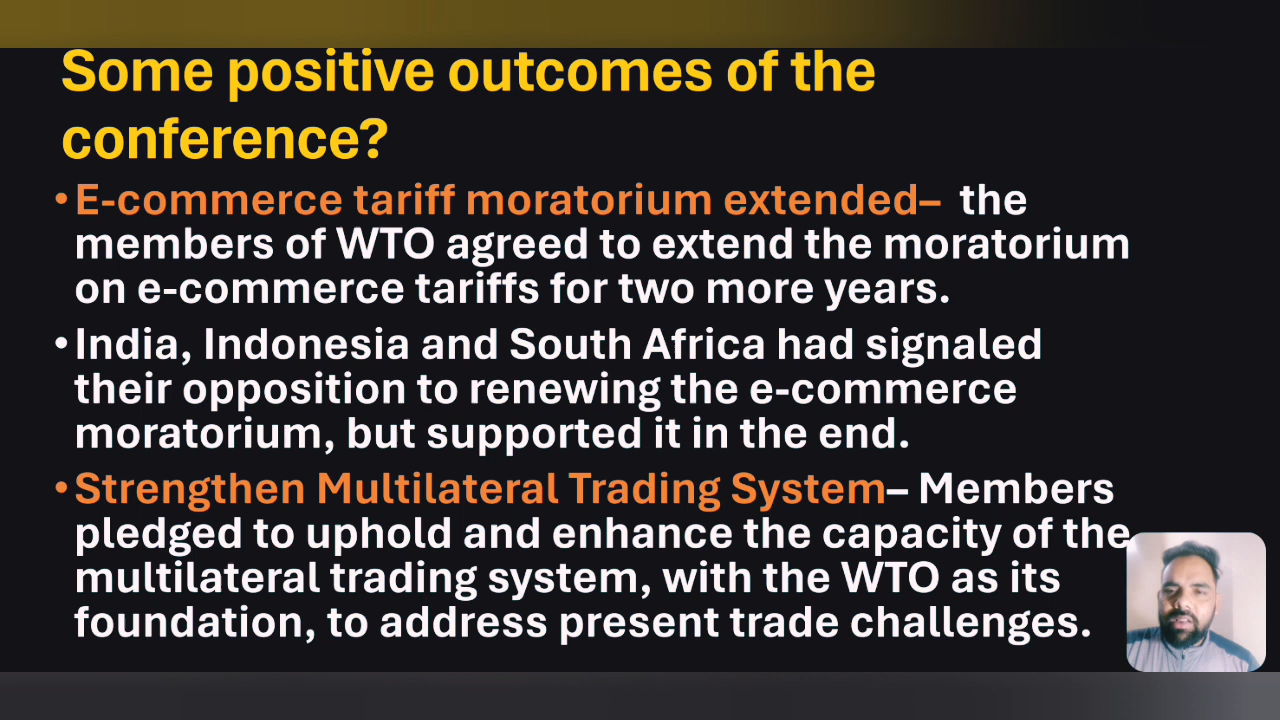 Some positive outcomes of the
conference?
•E-commerce tariff moratorium extended– the
members of WTO agreed to extend the moratorium
on e-commerce tariffs for two more years.
•India, Indonesia and South Africa had signaled
their opposition to renewing the e-commerce
moratorium, but supported it in the end.
•Strengthen Multilateral Trading System– Members
pledged to uphold and enhance the capacity of the
multilateral trading system, with the WTO as its
foundation, to address present trade challenges.